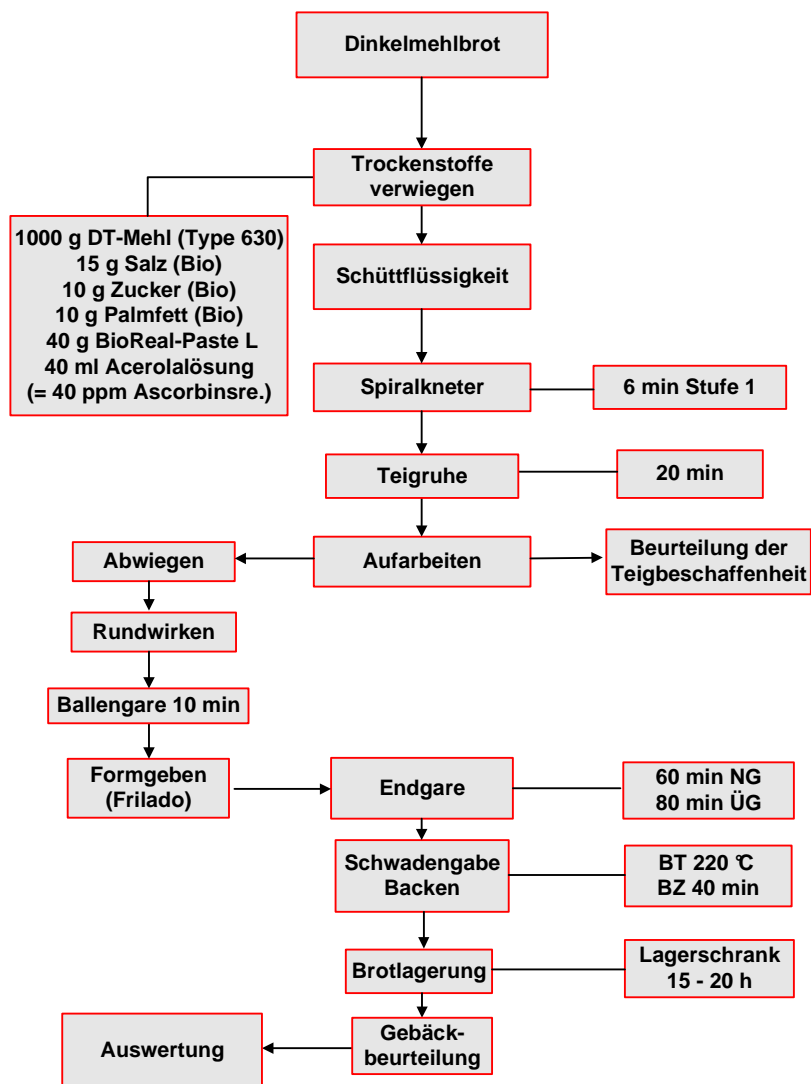 Dinkelmehlbrot
Trockenstoffe
verwiegen
1000 g DT-Mehl (Type 630)
15 g Salz (Bio)
10 g Zucker (Bio)
10 g Palmfett (Bio)
40 g BioReal-Paste L
40 ml Acerolalösung
(= 40 ppm Ascorbinsre.)
Schüttflüssigkeit
Spiralkneter
6 min Stufe 1
Teigruhe
20 min
Abwiegen
Aufarbeiten
Beurteilung der
Teigbeschaffenheit
Rundwirken
Ballengare 10 min
Formgeben
(Frilado)
Endgare
60 min NG
80 min ÜG
Schwadengabe
Backen
BT 220 °C
BZ 40 min
Brotlagerung
Lagerschrank
15 - 20 h
Gebäck-
beurteilung
Auswertung